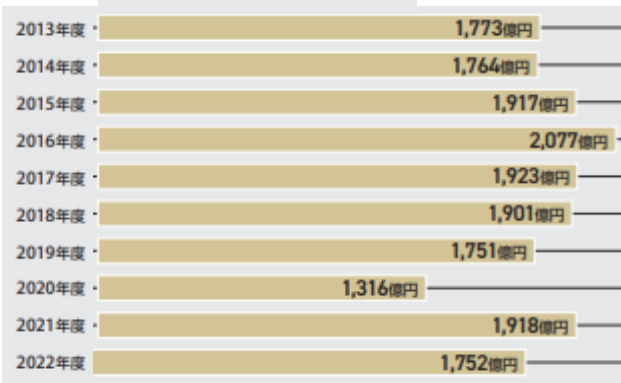 2013年度 1,773億円
2014年度 1,764億円
2015年度 1,917億円
2016年度 2,077億円
2017年度 1,923億円
2018年度 1,901億円
2019年度 1,751億円
2020年度 1,316億円
2021年度 1,918億円
2022年度 1,752億円